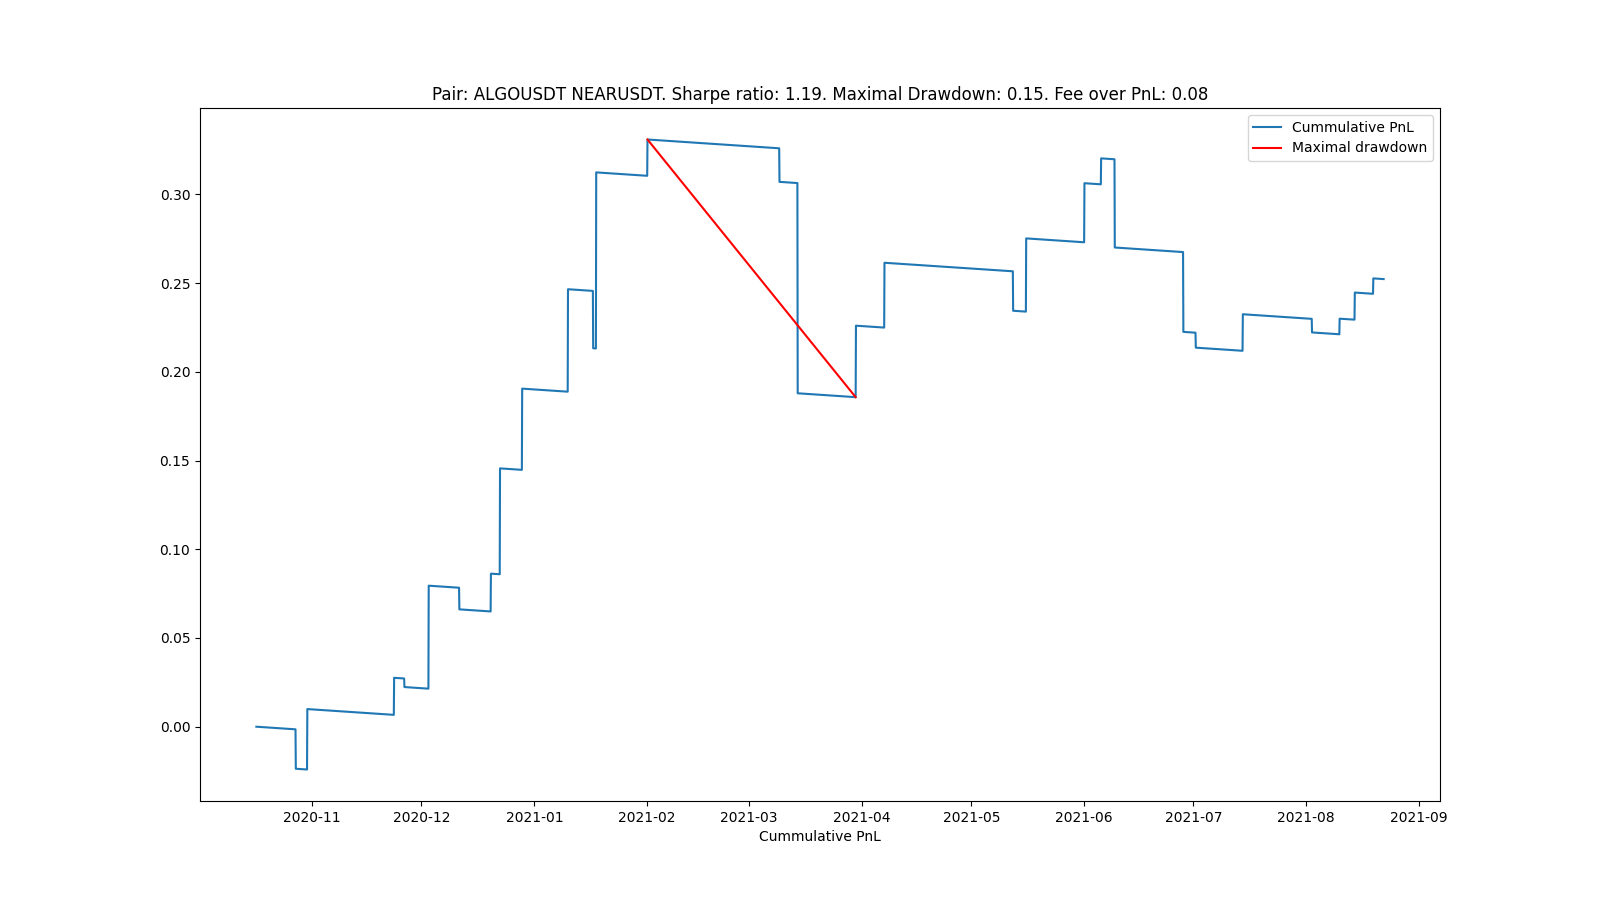 Pair: ALGOUSDT NEARUSDT. Sharpe ratio: 1.19. Maximal Drawdown: 0.15. Fee over PnL: 0.08
Cummulative PnL
Maximal drawdown
0.30
0.25
0.20
0.15
0.10
0.05
0.00
2020-11 2020-12 2021-01 2021-02 2021-03 2021-04 2021-05 2021-06 2021-07 2021-08 2021-09
Cummulative PnL